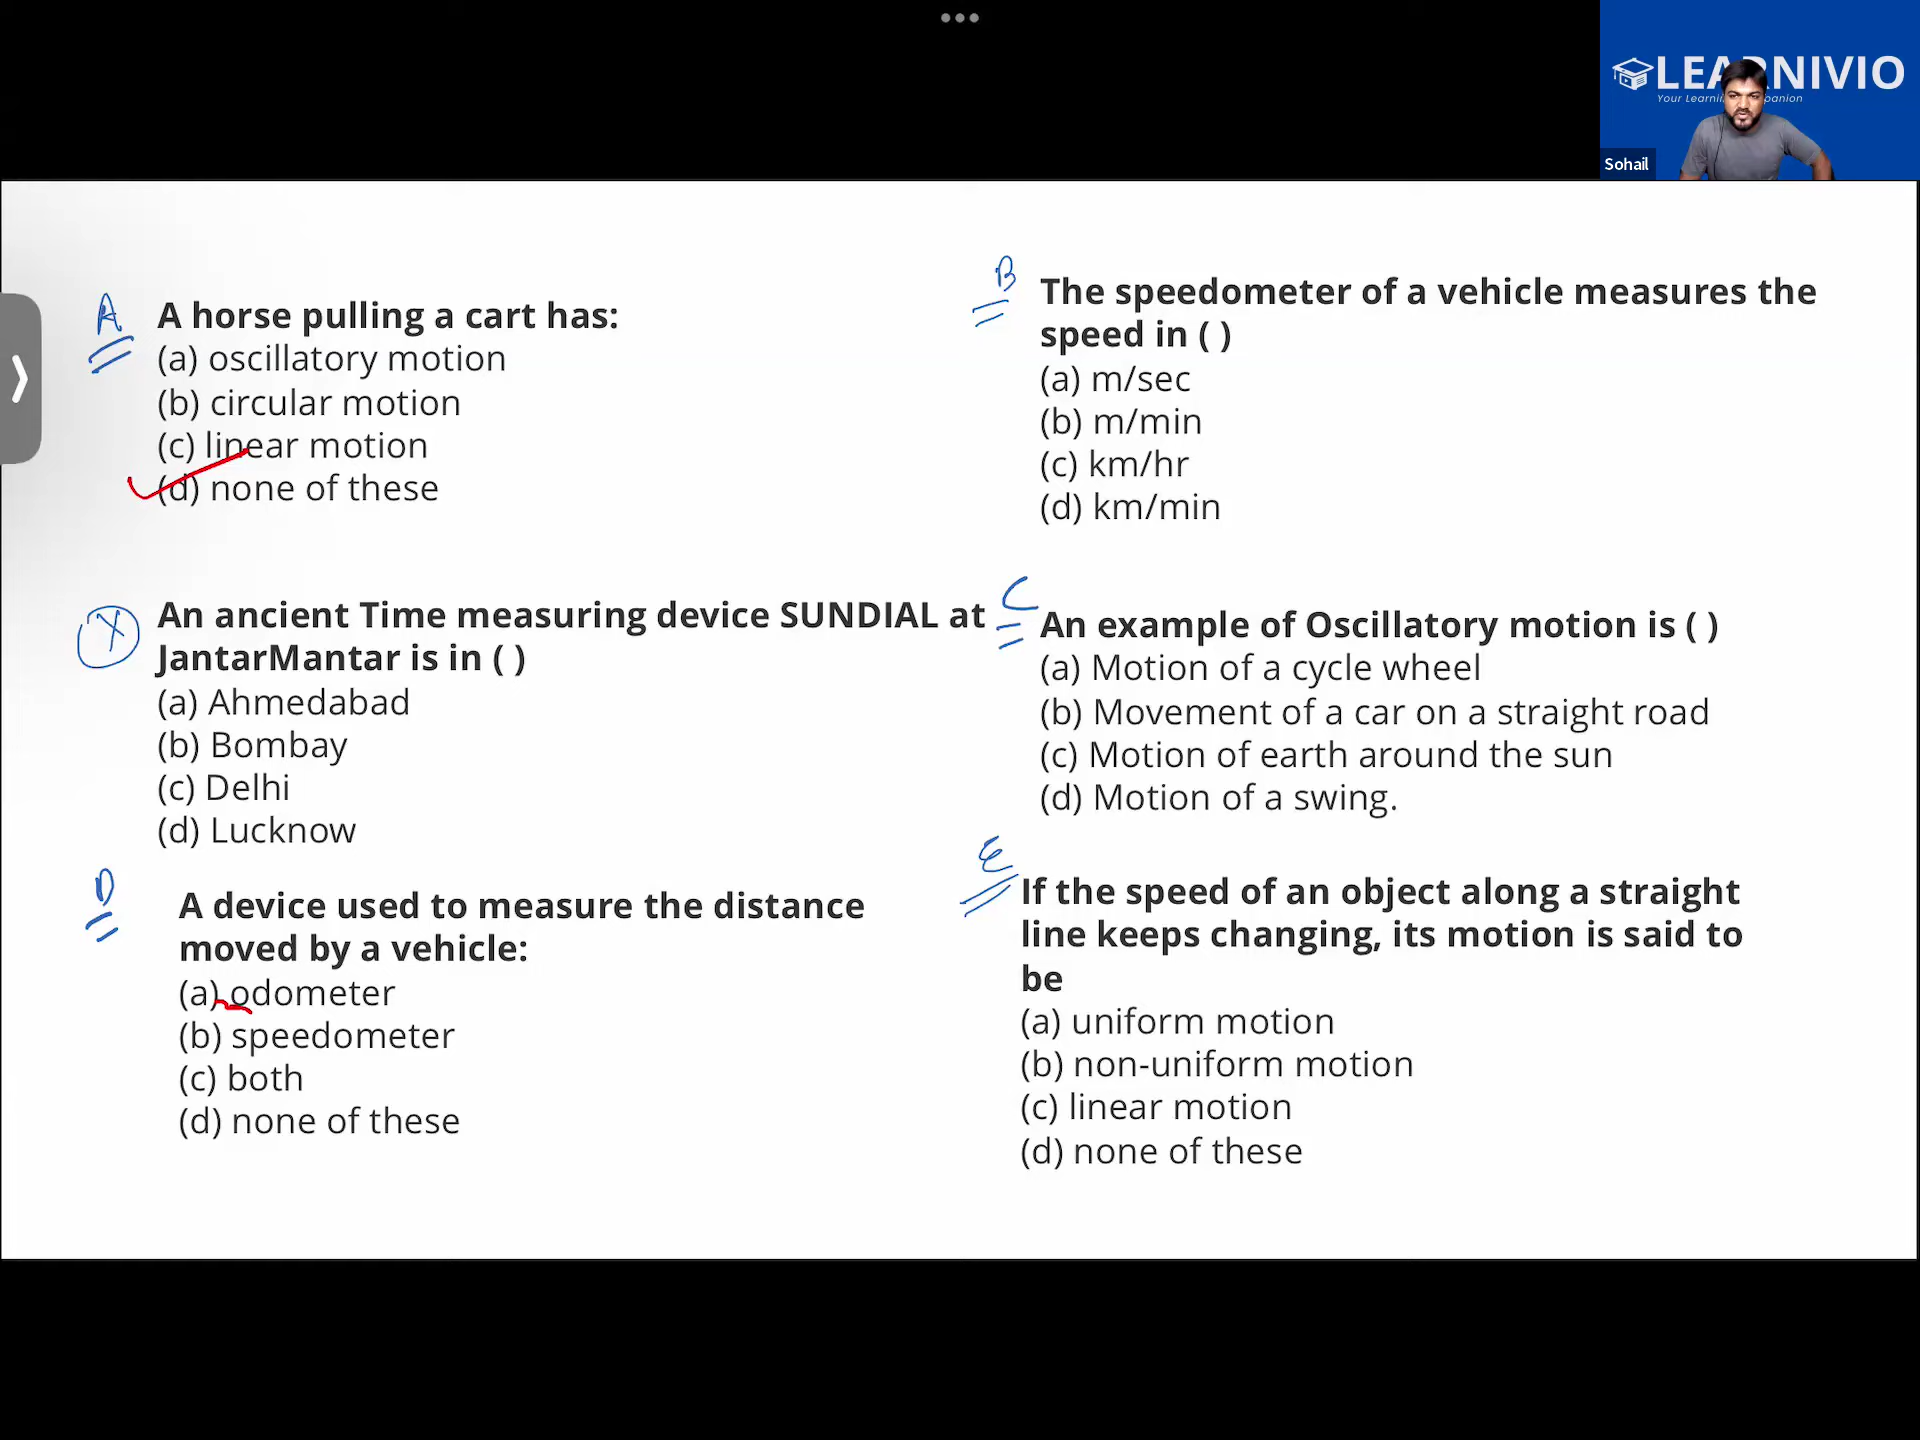 LEARNIVIO
Your Learning Companion
Sohail
A
A horse pulling a cart has:
(a) oscillatory motion
(b) circular motion
(c) linear motion
(d) none of these
B
The speedometer of a vehicle measures the
speed in ( )
(a) m/sec
(b) m/min
(c) km/hr
(d) km/min
X
An ancient Time measuring device SUNDIAL at
JantarMantar is in ( )
(a) Ahmedabad
(b) Bombay
(c) Delhi
(d) Lucknow
C
An example of Oscillatory motion is ( )
(a) Motion of a cycle wheel
(b) Movement of a car on a straight road
(c) Motion of earth around the sun
(d) Motion of a swing.
D
A device used to measure the distance
moved by a vehicle:
(a) odometer
(b) speedometer
(c) both
(d) none of these
E
If the speed of an object along a straight
line keeps changing, its motion is said to
be
(a) uniform motion
(b) non-uniform motion
(c) linear motion
(d) none of these